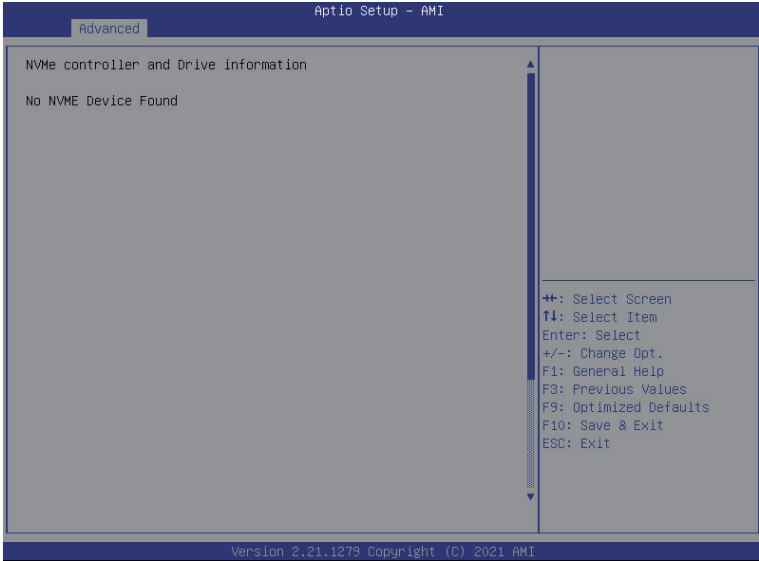 Aptio Setup – AMI
Advanced
NVMe controller and Drive information
No NVME Device Found
→←: Select Screen
↑↓: Select Item
Enter: Select
+/-: Change Opt.
F1: General Help
F3: Previous Values
F9: Optimized Defaults
F10: Save & Exit
ESC: Exit
Version 2.21.1279 Copyright (C) 2021 AMI